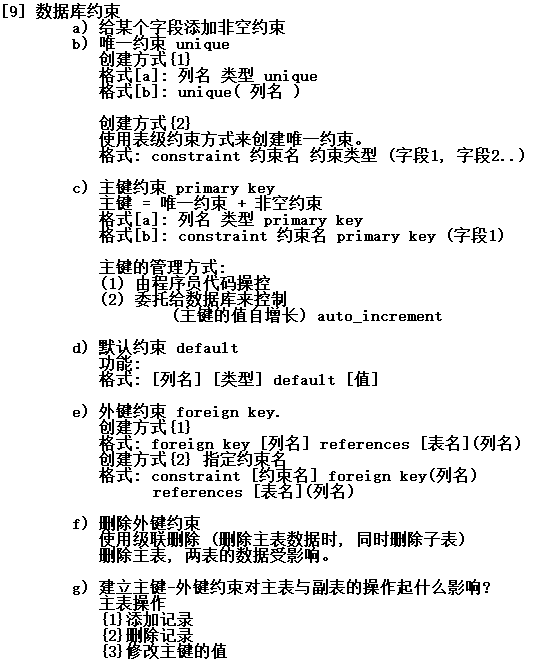 [9] 数据库约束
a) 给某个字段添加非空约束
b) 唯一约束 unique
创建方式{1}
格式[a]: 列名 类型 unique
格式[b]: unique( 列名 )
创建方式{2}
使用表级约束方式来创建唯一约束。
格式: constraint 约束名 约束类型 (字段1, 字段2..)
c) 主键约束 primary key
主键 = 唯一约束 + 非空约束
格式[a]: 列名 类型 primary key
格式[b]: constraint 约束名 primary key (字段1)
主键的管理方式:
(1) 由程序员代码操控
(2) 委托给数据库来控制
(主键的值自增长) auto_increment
d) 默认约束 default
功能:
格式: [列名] [类型] default [值]
e) 外键约束 foreign key.
创建方式{1}
格式: foreign key [列名] references [表名](列名)
创建方式{2} 指定约束名
格式: constraint [约束名] foreign key(列名)
references [表名](列名)
f) 删除外键约束
使用级联删除 (删除主表数据时, 同时删除子表)
删除主表, 两表的数据受影响。
g) 建立主键-外键约束对主表与副表的操作起什么影响?
主表操作
{1}添加记录
{2}删除记录
{3}修改主键的值